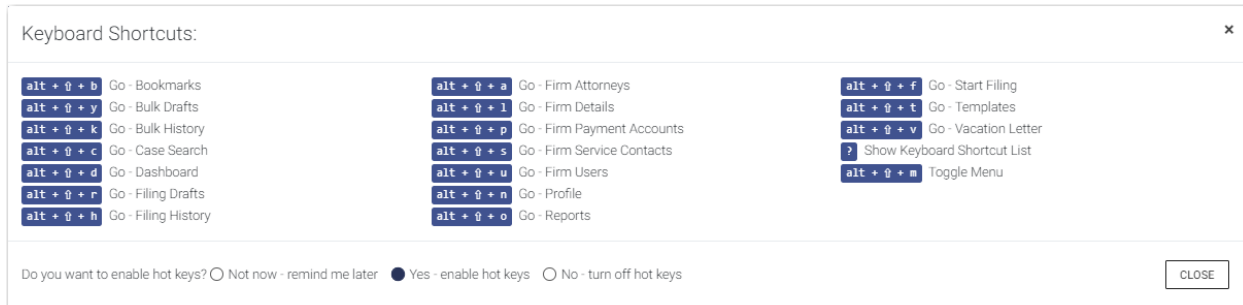 Keyboard Shortcuts:
×
alt + ⇧ + b Go - Bookmarks
alt + ⇧ + y Go - Bulk Drafts
alt + ⇧ + k Go - Bulk History
alt + ⇧ + c Go - Case Search
alt + ⇧ + d Go - Dashboard
alt + ⇧ + r Go - Filing Drafts
alt + ⇧ + h Go - Filing History
alt + ⇧ + a Go - Firm Attorneys
alt + ⇧ + l Go - Firm Details
alt + ⇧ + p Go - Firm Payment Accounts
alt + ⇧ + s Go - Firm Service Contacts
alt + ⇧ + u Go - Firm Users
alt + ⇧ + n Go - Profile
alt + ⇧ + o Go - Reports
alt + ⇧ + f Go - Start Filing
alt + ⇧ + t Go - Templates
alt + ⇧ + v Go - Vacation Letter
? Show Keyboard Shortcut List
alt + ⇧ + m Toggle Menu
Do you want to enable hot keys? Not now - remind me later Yes - enable hot keys No - turn off hot keys
CLOSE